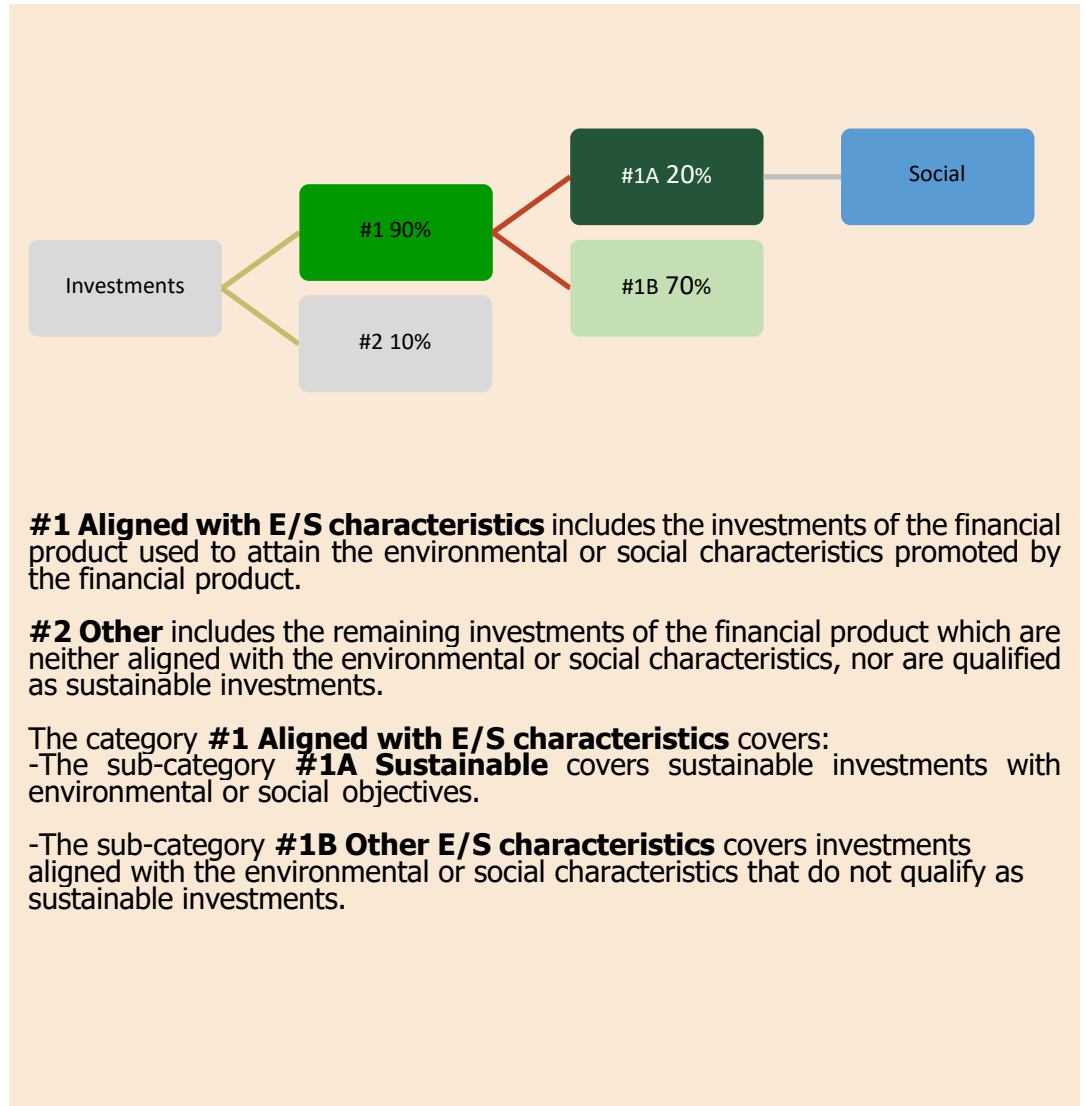 #1A 20%
Social
#1 90%
Investments
#1B 70%
#2 10%
#1 Aligned with E/S characteristics includes the investments of the financial
product used to attain the environmental or social characteristics promoted by
the financial product.
#2 Other includes the remaining investments of the financial product which are
neither aligned with the environmental or social characteristics, nor are qualified
as sustainable investments.
The category #1 Aligned with E/S characteristics covers:
-The sub-category #1A Sustainable covers sustainable investments with
environmental or social objectives.
-The sub-category #1B Other E/S characteristics covers investments
aligned with the environmental or social characteristics that do not qualify as
sustainable investments.